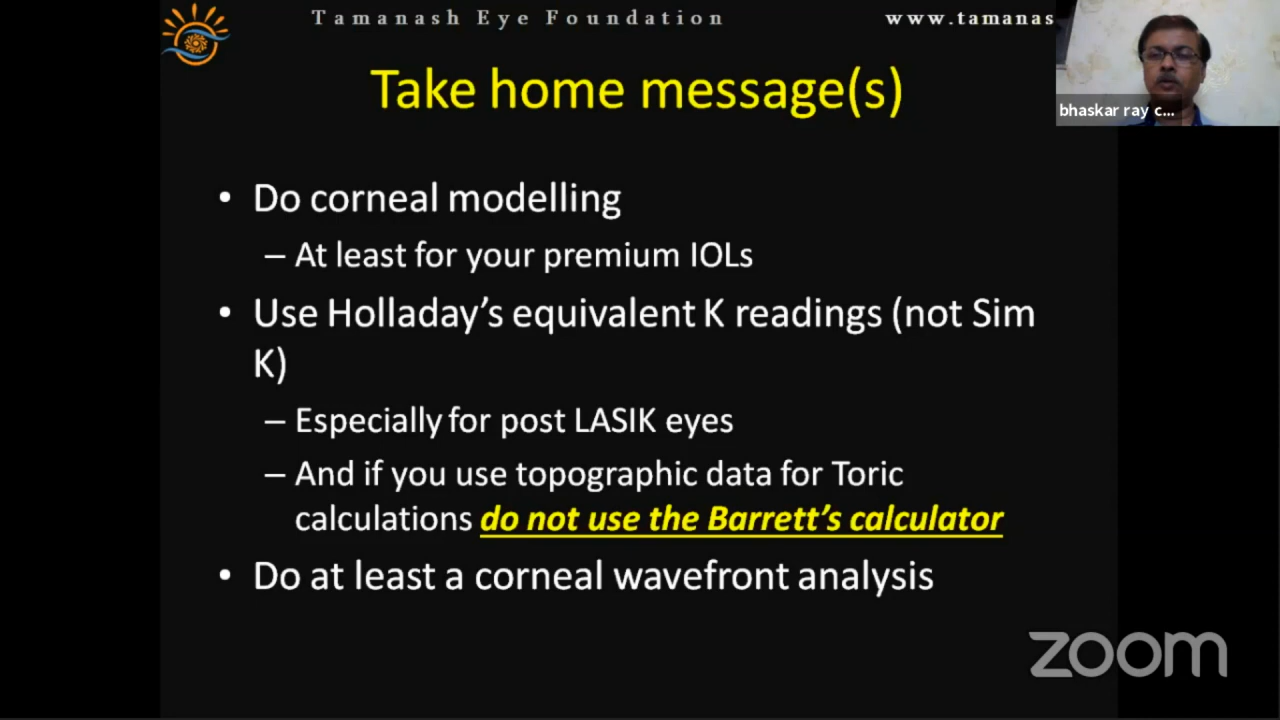 Tamanash Eye Foundation
www.tamanas
Take home message(s)
bhaskar ray c...
• Do corneal modelling
– At least for your premium IOLs
• Use Holladay’s equivalent K readings (not Sim
K)
– Especially for post LASIK eyes
– And if you use topographic data for Toric
calculations do not use the Barrett’s calculator
• Do at least a corneal wavefront analysis
zoom